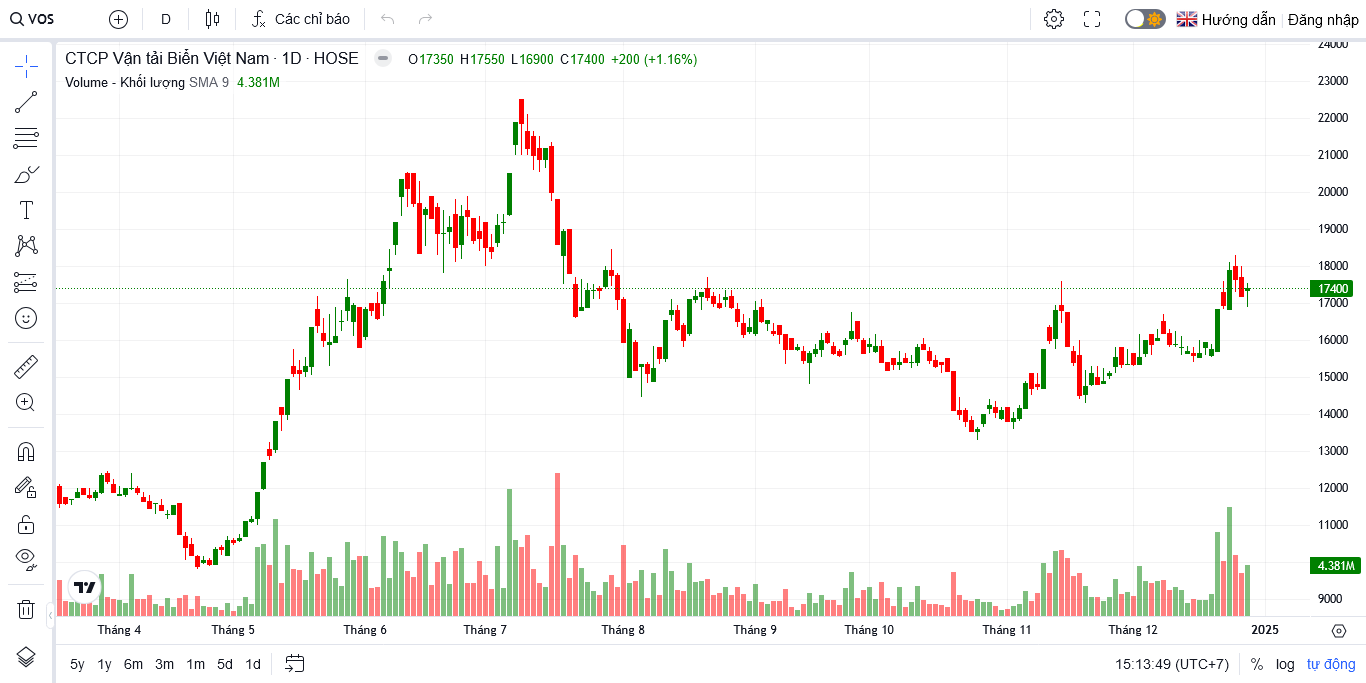 VOS D Các chỉ báo Hướng dẫn Đăng nhập
CTCP Vận tải Biển Việt Nam · 1D · HOSE O17350 H17550 L16900 C17400 +200 (+1.16%)
Volume - Khối lượng SMA 9 4.381M
24000
23000
22000
21000
20000
19000
18000
17400
17000
16000
15000
14000
13000
12000
11000
4.381M
9000
Tháng 4 Tháng 5 Tháng 6 Tháng 7 Tháng 8 Tháng 9 Tháng 10 Tháng 11 Tháng 12 2025
5y 1y 6m 3m 1m 5d 1d 15:13:49 (UTC+7) % log tự động